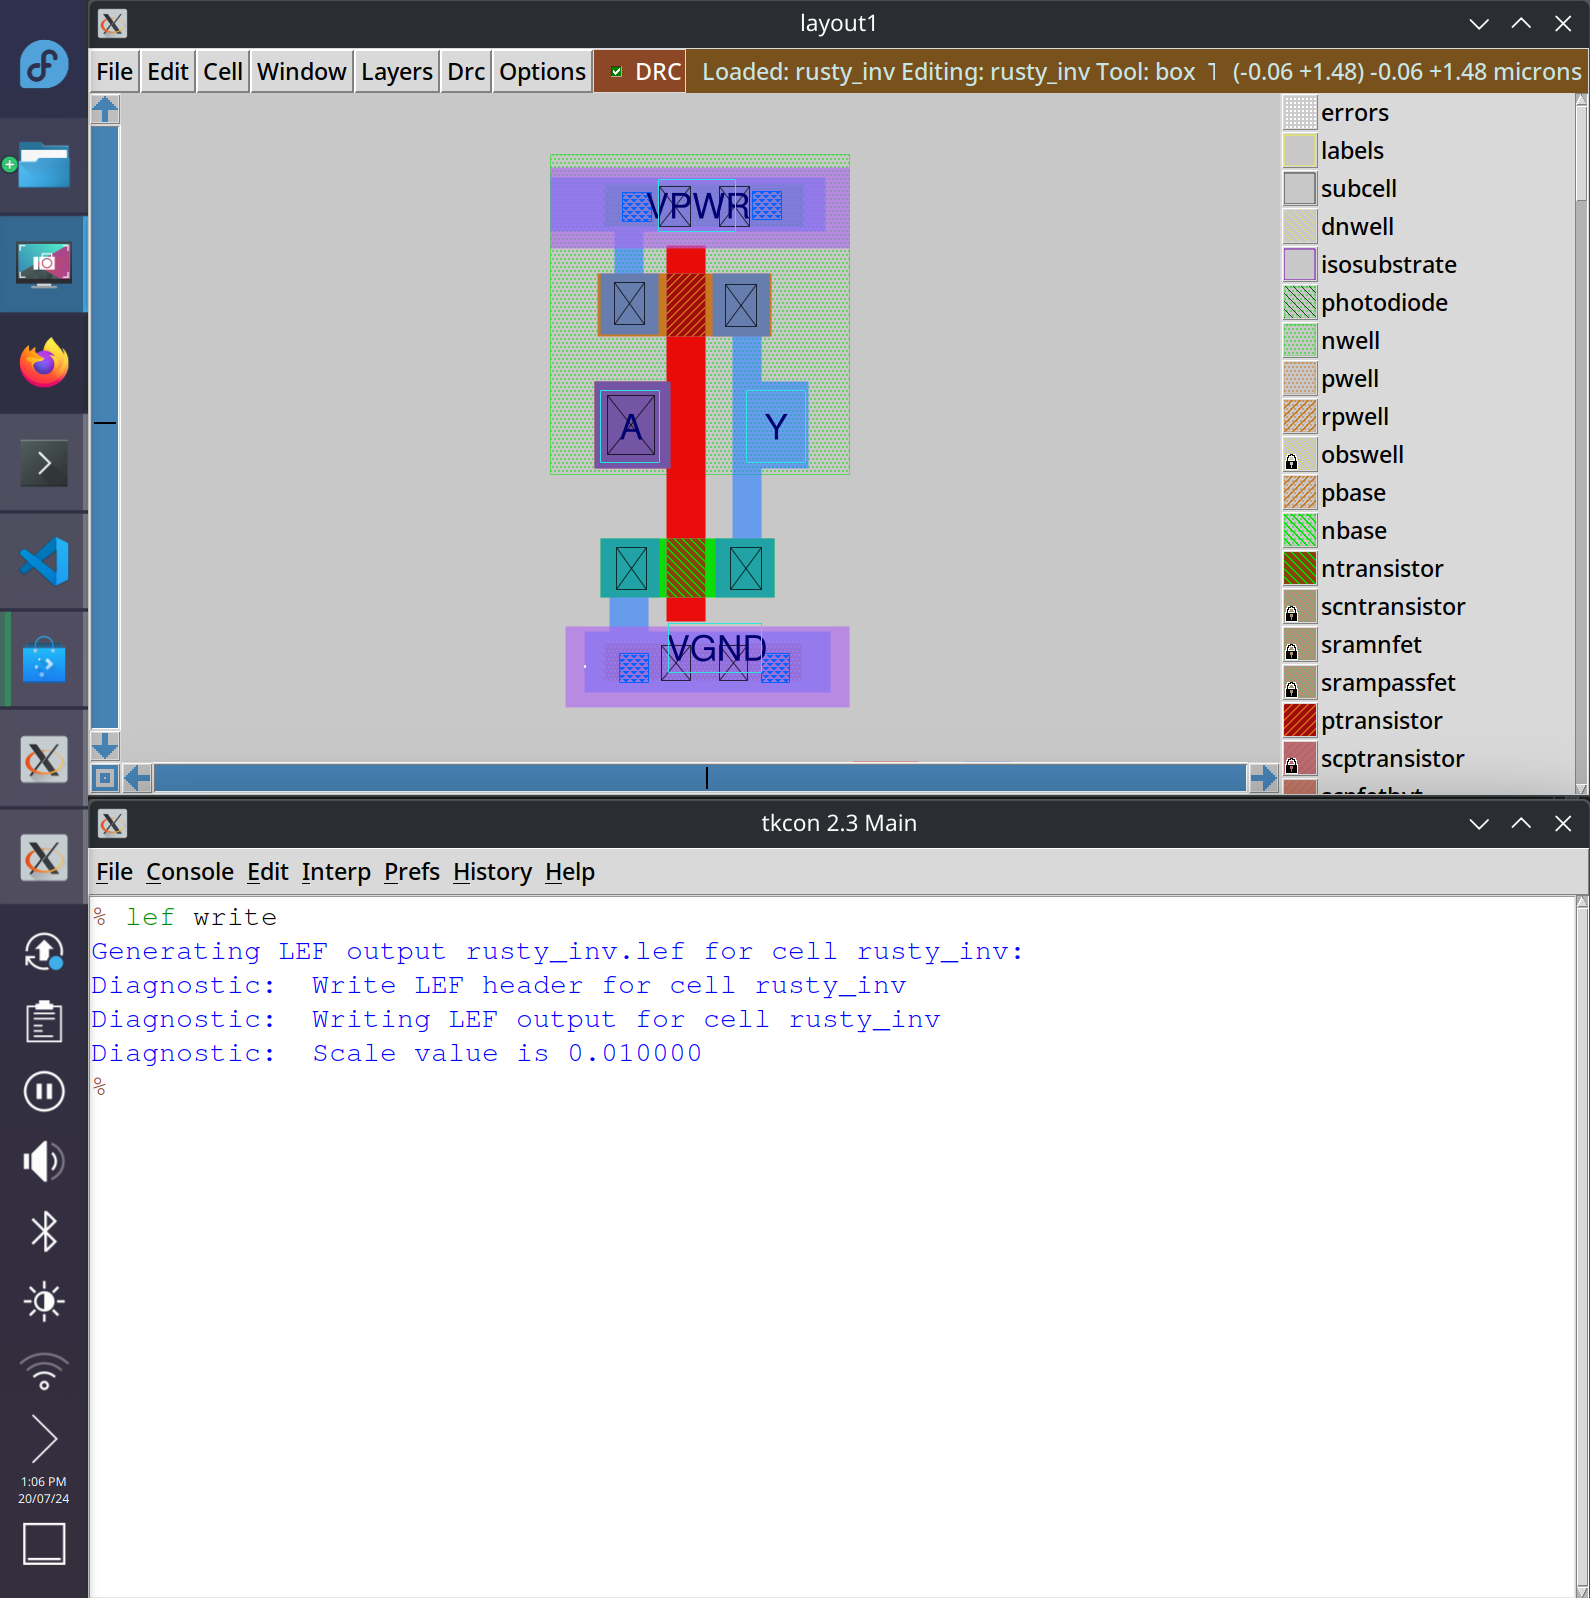 layout1
File Edit Cell Window Layers Drc Options DRC Loaded: rusty_inv Editing: rusty_inv Tool: box (-0.06 +1.48) -0.06 +1.48 microns
VPWR
A
Y
VGND
errors
labels
subcell
dnwell
isosubstrate
photodiode
nwell
pwell
rpwell
obswell
pbase
nbase
ntransistor
scntransistor
sramnfet
srampassfet
ptransistor
scptransistor
tkcon 2.3 Main
File Console Edit Interp Prefs History Help
% lef write
Generating LEF output rusty_inv.lef for cell rusty_inv:
Diagnostic:  Write LEF header for cell rusty_inv
Diagnostic:  Writing LEF output for cell rusty_inv
Diagnostic:  Scale value is 0.010000
%
1:06 PM
20/07/24